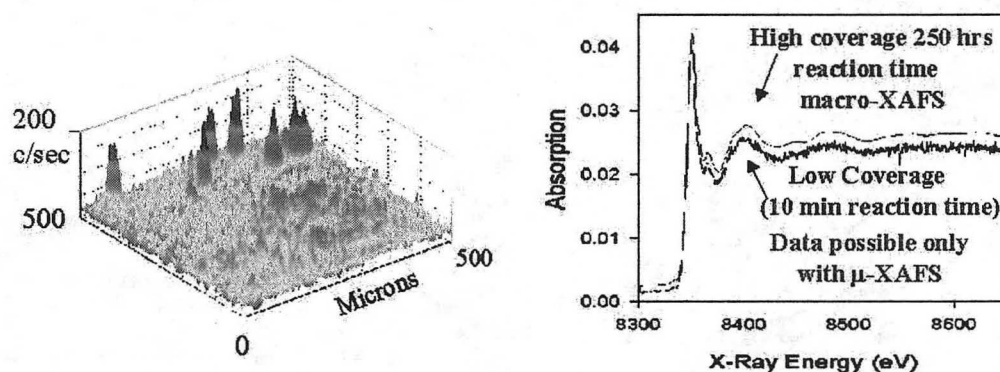 200
c/sec
500
500
Microns
0
Absorption
0.04
0.03
0.02
0.01
0.00
High coverage 250 hrs
reaction time
macro-XAFS
Low Coverage
(10 min reaction time)
Data possible only
with μ-XAFS
8300 8400 8500 8600
X-Ray Energy (eV)